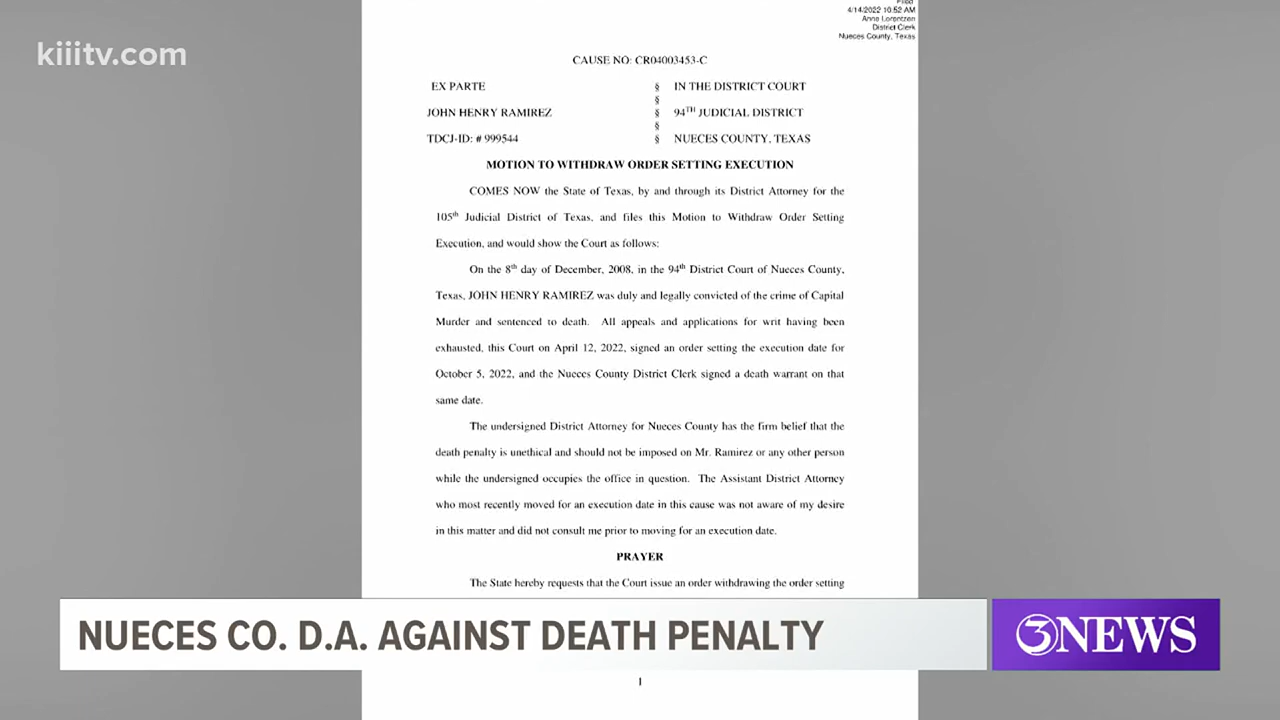 Filed
4/14/2022 10:52 AM
Anne Lorentzen
District Clerk
Nueces County, Texas
kiiitv.com
CAUSE NO: CR04003453-C
EX PARTE § IN THE DISTRICT COURT
§
JOHN HENRY RAMIREZ § 94TH JUDICIAL DISTRICT
§
TDCJ-ID: # 999544 § NUECES COUNTY, TEXAS
MOTION TO WITHDRAW ORDER SETTING EXECUTION
COMES NOW the State of Texas, by and through its District Attorney for the
105th Judicial District of Texas, and files this Motion to Withdraw Order Setting
Execution, and would show the Court as follows:
On the 8th day of December, 2008, in the 94th District Court of Nueces County,
Texas, JOHN HENRY RAMIREZ was duly and legally convicted of the crime of Capital
Murder and sentenced to death. All appeals and applications for writ having been
exhausted, this Court on April 12, 2022, signed an order setting the execution date for
October 5, 2022, and the Nueces County District Clerk signed a death warrant on that
same date.
The undersigned District Attorney for Nueces County has the firm belief that the
death penalty is unethical and should not be imposed on Mr. Ramirez or any other person
while the undersigned occupies the office in question. The Assistant District Attorney
who most recently moved for an execution date in this cause was not aware of my desire
in this matter and did not consult me prior to moving for an execution date.
PRAYER
The State hereby requests that the Court issue an order withdrawing the order setting
NUECES CO. D.A. AGAINST DEATH PENALTY
3NEWS
1